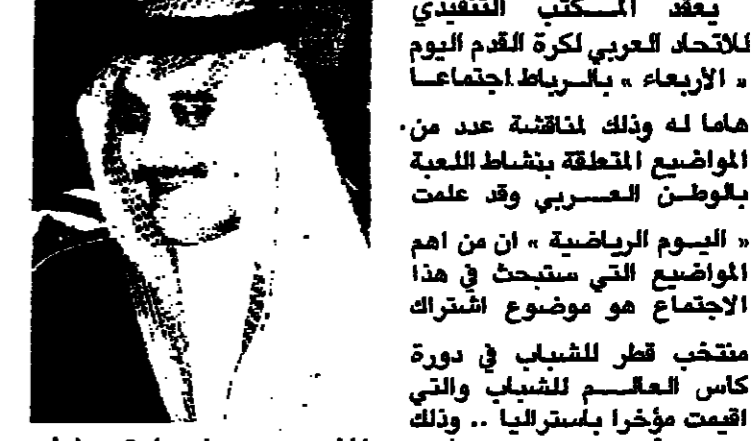 يعقد المكتب التنفيذي
للاتحاد العربي لكرة القدم اليوم
« الأربعاء » بالرباط اجتماعا
هاما له وذلك لمناقشة عدد من
المواضيع المتعلقة بنشاط اللعبة
بالوطن العربي وقد علمت
« اليوم الرياضية » ان من اهم
المواضيع التي ستبحث في هذا
الاجتماع هو موضوع اشتراك
منتخب قطر للشباب في دورة
كاس العالم للشباب والتي
اقيمت مؤخرا باستراليا .. وذلك